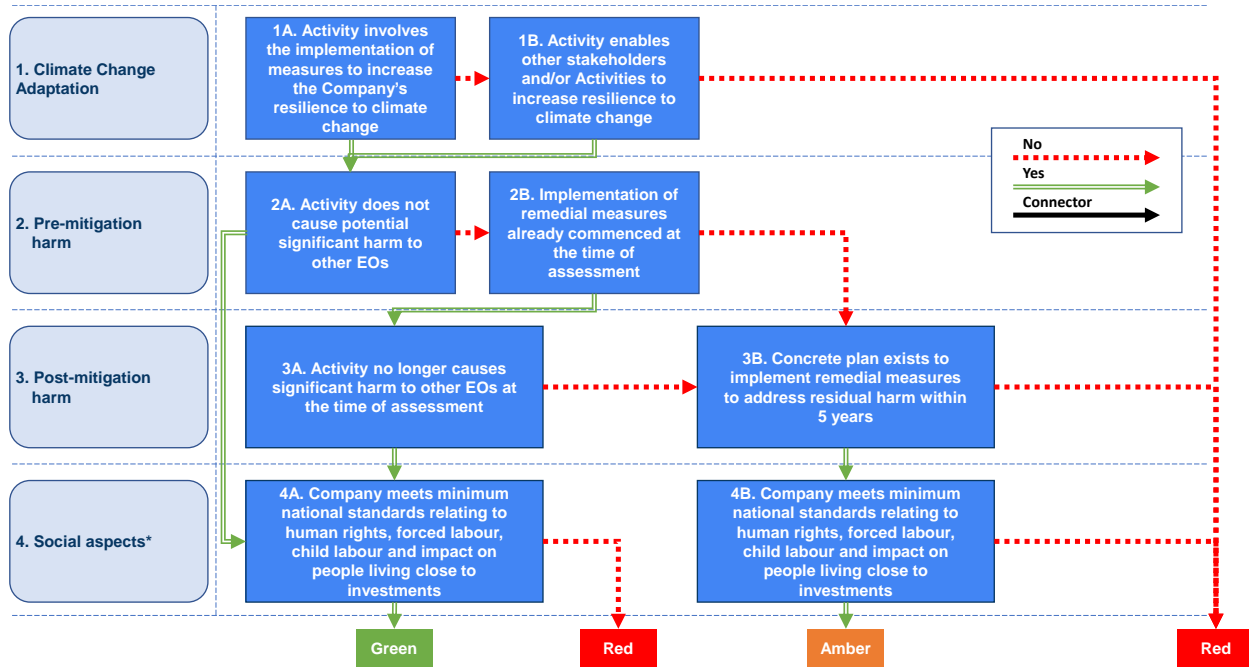 1. Climate Change
Adaptation
1A. Activity involves
the implementation of
measures to increase
the Company's
resilience to climate
change
1B. Activity enables
other stakeholders
and/or Activities to
increase resilience to
climate change
No
Yes
Connector
2. Pre-mitigation
harm
2A. Activity does not
cause potential
significant harm to
other EOs
2B. Implementation of
remedial measures
already commenced at
the time of
assessment
3. Post-mitigation
harm
3A. Activity no longer causes
significant harm to other EOs at
the time of assessment
3B. Concrete plan exists to
implement remedial measures
to address residual harm within
5 years
4. Social aspects*
4A. Company meets minimum
national standards relating to
human rights, forced labour,
child labour and impact on
people living close to
investments
4B. Company meets minimum
national standards relating to
human rights, forced labour,
child labour and impact on
people living close to
investments
Green
Red
Amber
Red